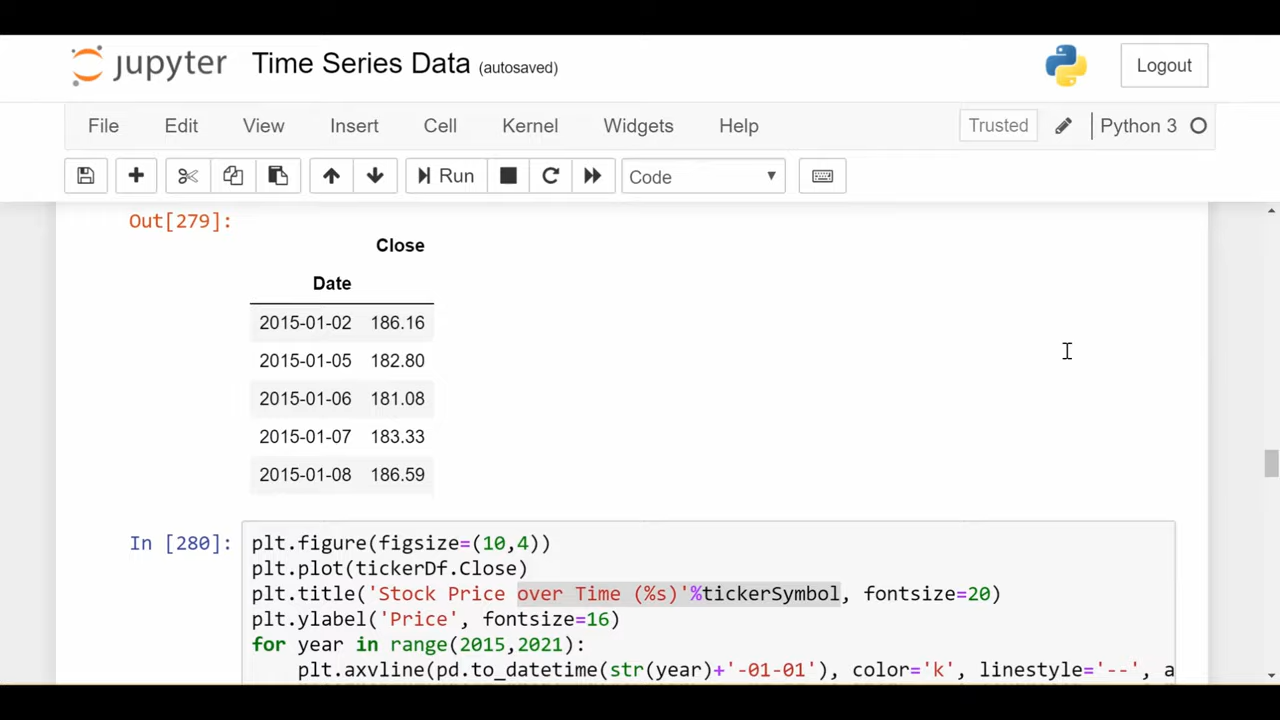 jupyter Time Series Data (autosaved) Logout
File Edit View Insert Cell Kernel Widgets Help Trusted Python 3
Run Code
Out[279]:
Close
Date
2015-01-02 186.16
2015-01-05 182.80
2015-01-06 181.08
2015-01-07 183.33
2015-01-08 186.59
In [280]: plt.figure(figsize=(10,4))
plt.plot(tickerDf.Close)
plt.title('Stock Price over Time (%s)'%tickerSymbol, fontsize=20)
plt.ylabel('Price', fontsize=16)
for year in range(2015,2021):
    plt.axvline(pd.to_datetime(str(year)+'-01-01'), color='k', linestyle='--', a